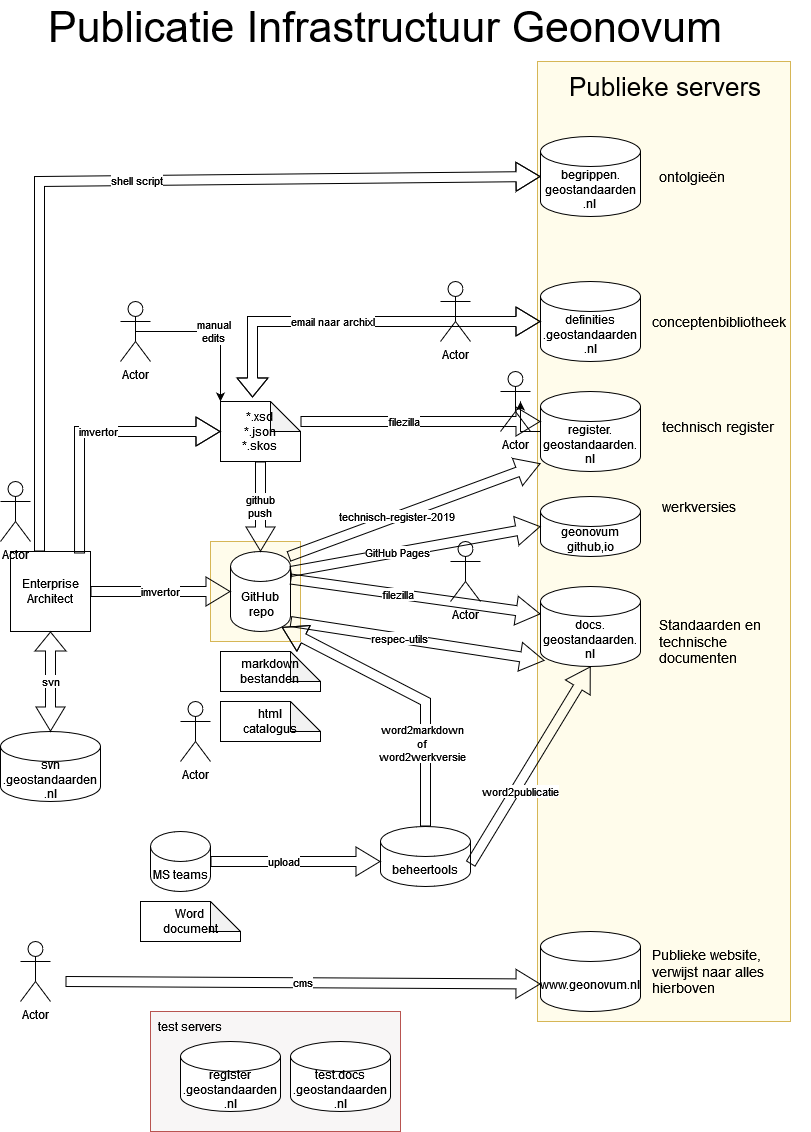 Publicatie Infrastructuur Geonovum
Publieke servers
shell script
begrippen.
geostandaarden
.nl
ontolgieën
manual
edits
Actor
email naar archixl
Actor
definities
.geostandaarden
.nl
conceptenbibliotheek
imvertor
*.xsd
*.json
*.skos
filezilla
Actor
register.
geostandaarden.
nl
technisch register
github
push
technisch-register-2019
werkversies
Actor
GitHub Pages
geonovum
github,io
Enterprise
Architect
imvertor
GitHub
repo
filezilla
Actor
respec-utils
docs.
geostandaarden.
nl
Standaarden en
technische
documenten
svn
markdown
bestanden
html
catalogus
Actor
word2markdown
of
word2werkversie
svn
.geostandaarden
.nl
word2publicatie
MS teams
upload
beheertools
Word
document
Actor
cms
www.geonovum.nl
Publieke website,
verwijst naar alles
hierboven
test servers
register
.geostandaarden
.nl
test.docs
.geostandaarden
.nl